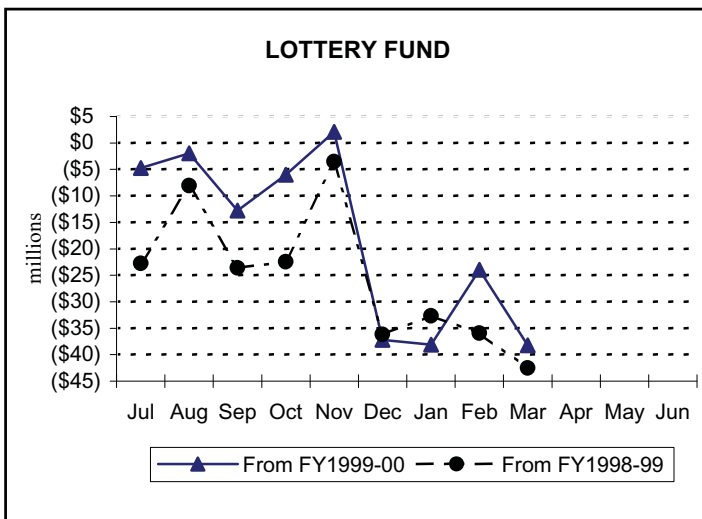 LOTTERY FUND
millions
$5
$0
($5)
($10)
($15)
($20)
($25)
($30)
($35)
($40)
($45)
Jul Aug Sep Oct Nov Dec Jan Feb Mar Apr May Jun
From FY1999-00 From FY1998-99